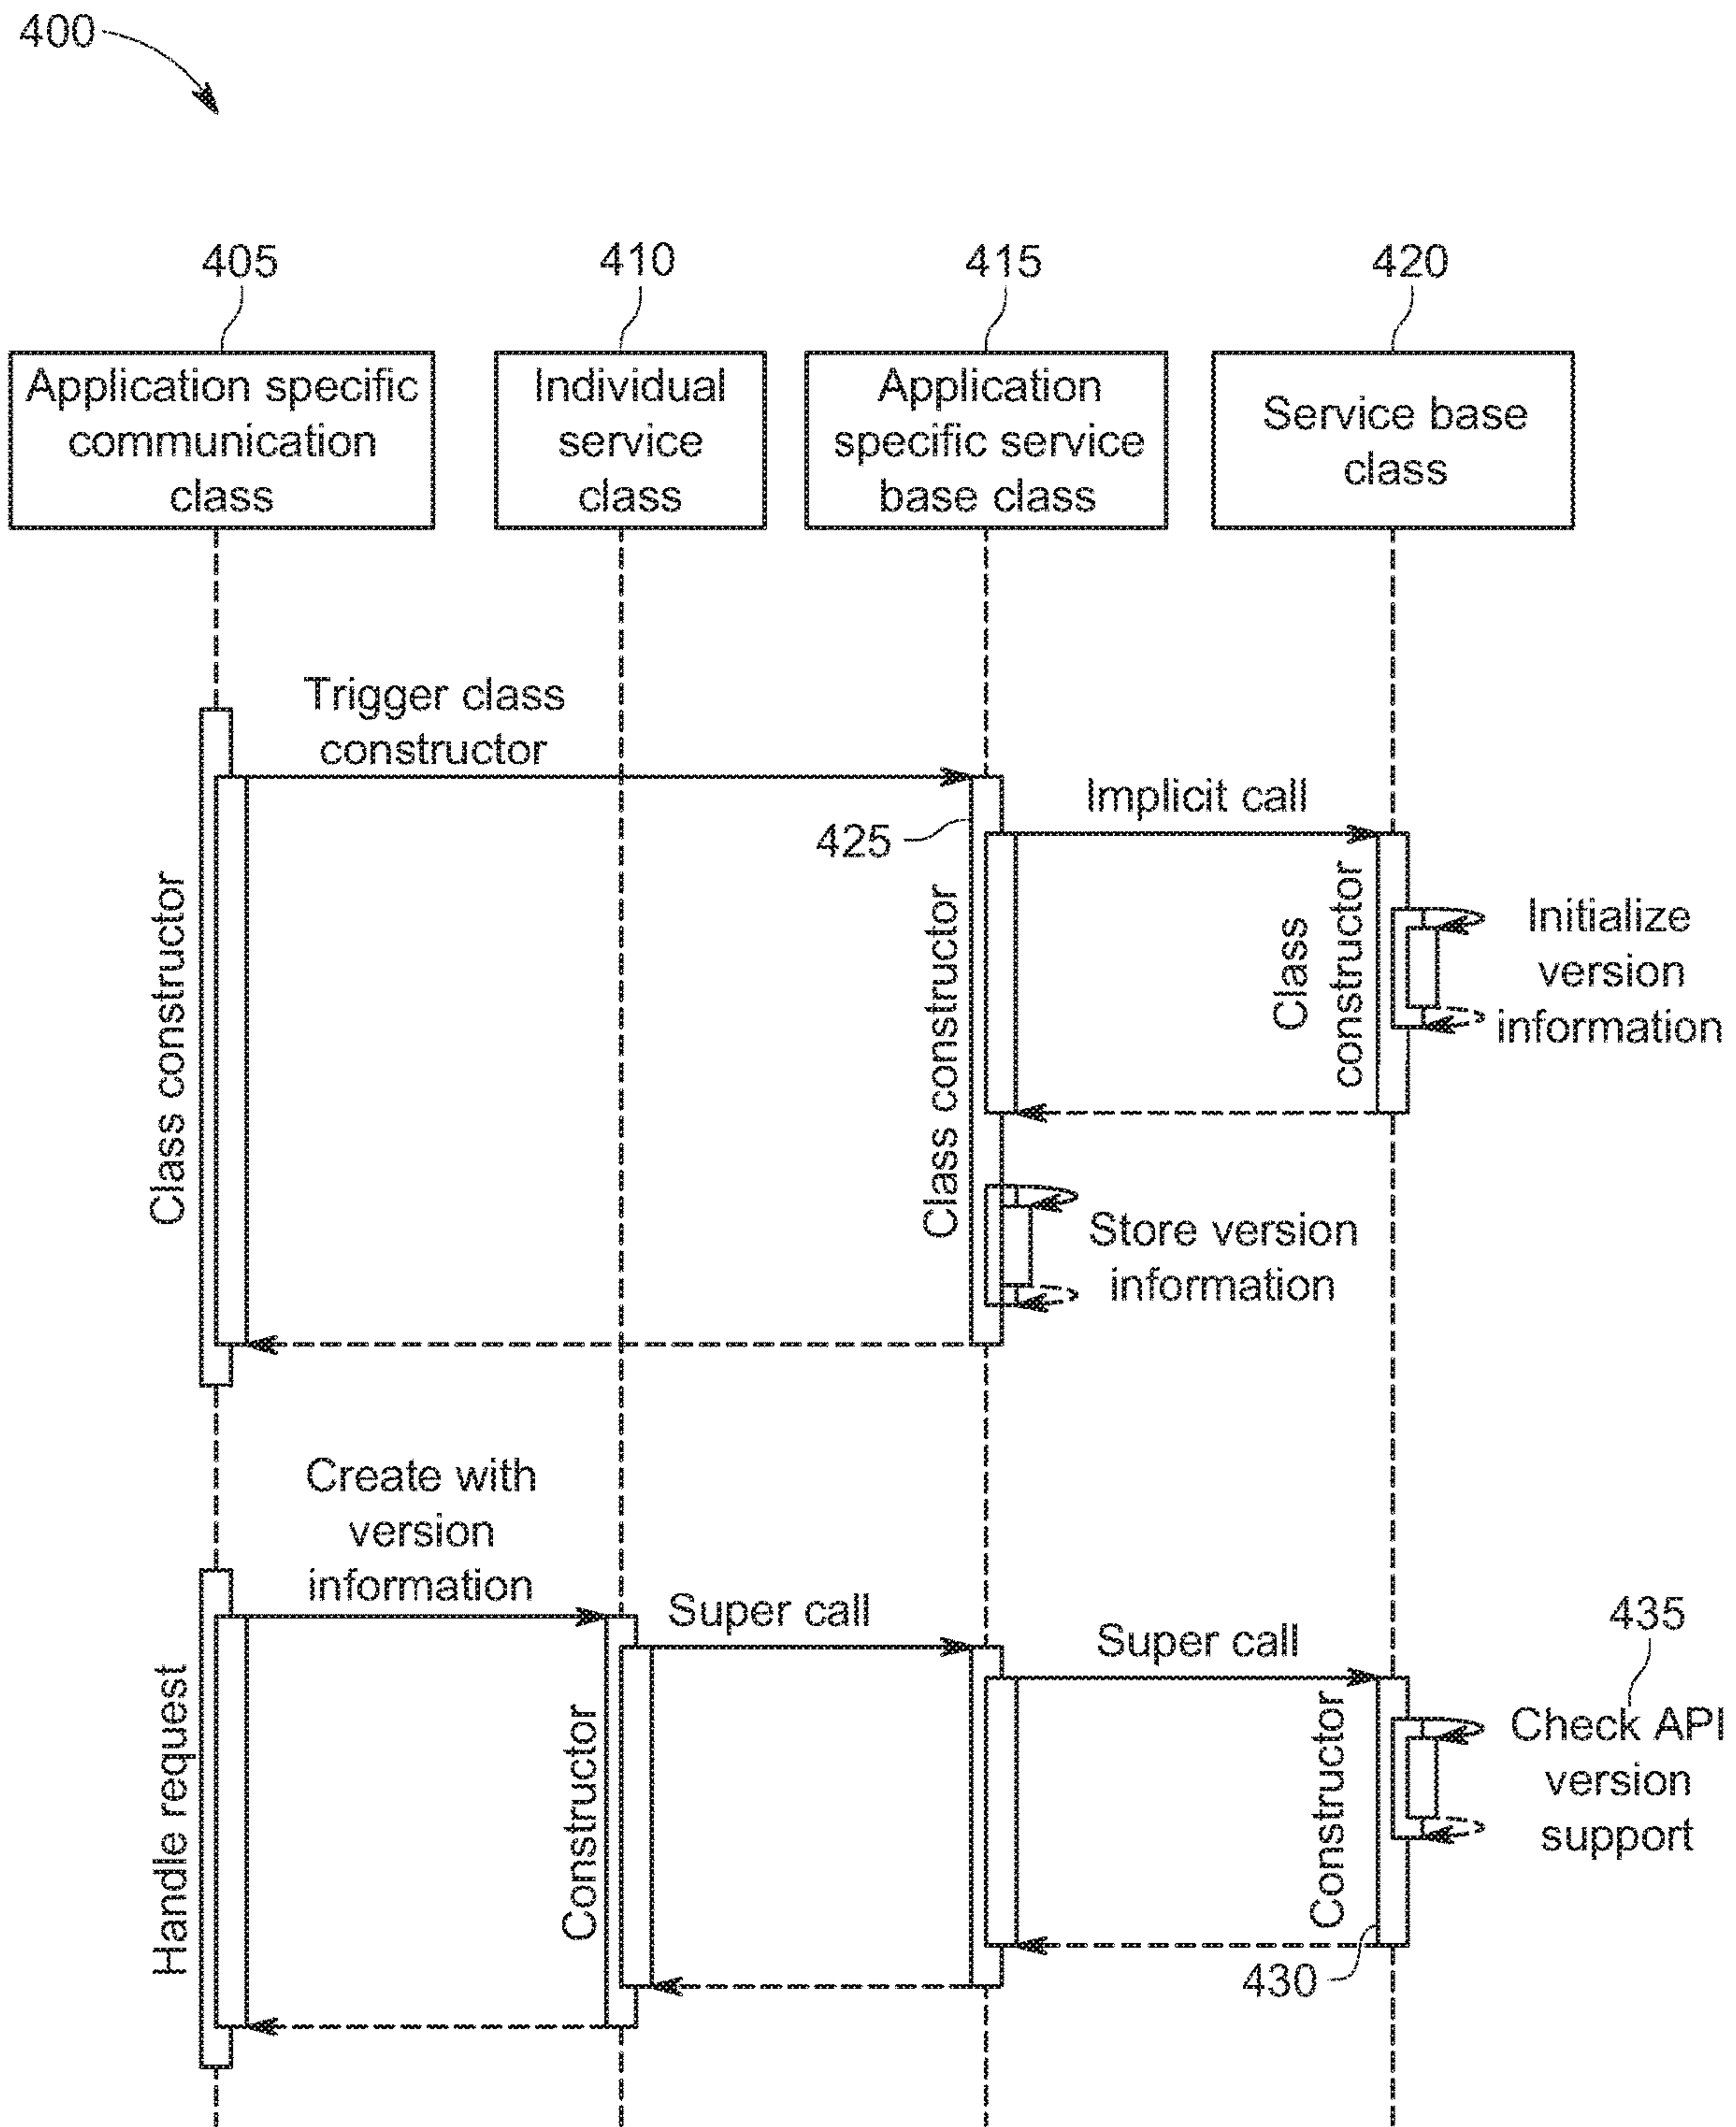 400
405
410
415
420
Application specific
communication
class
Individual
service
class
Application
specific service
base class
Service base
class
Trigger class
constructor
Implicit call
425
Class constructor
Class constructor
Class
constructor
Initialize
version
information
Store version
information
Create with
version
information
Super call
Super call
435
Handle request
Constructor
Constructor
Check API
version
support
430